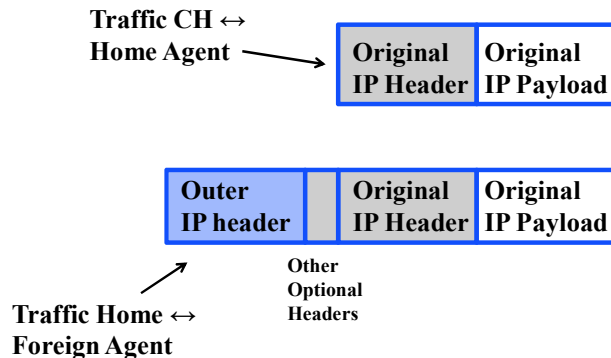 Traffic CH ↔
Home Agent
Original
IP Header
Original
IP Payload
Outer
IP header
Original
IP Header
Original
IP Payload
Other
Optional
Headers
Traffic Home ↔
Foreign Agent